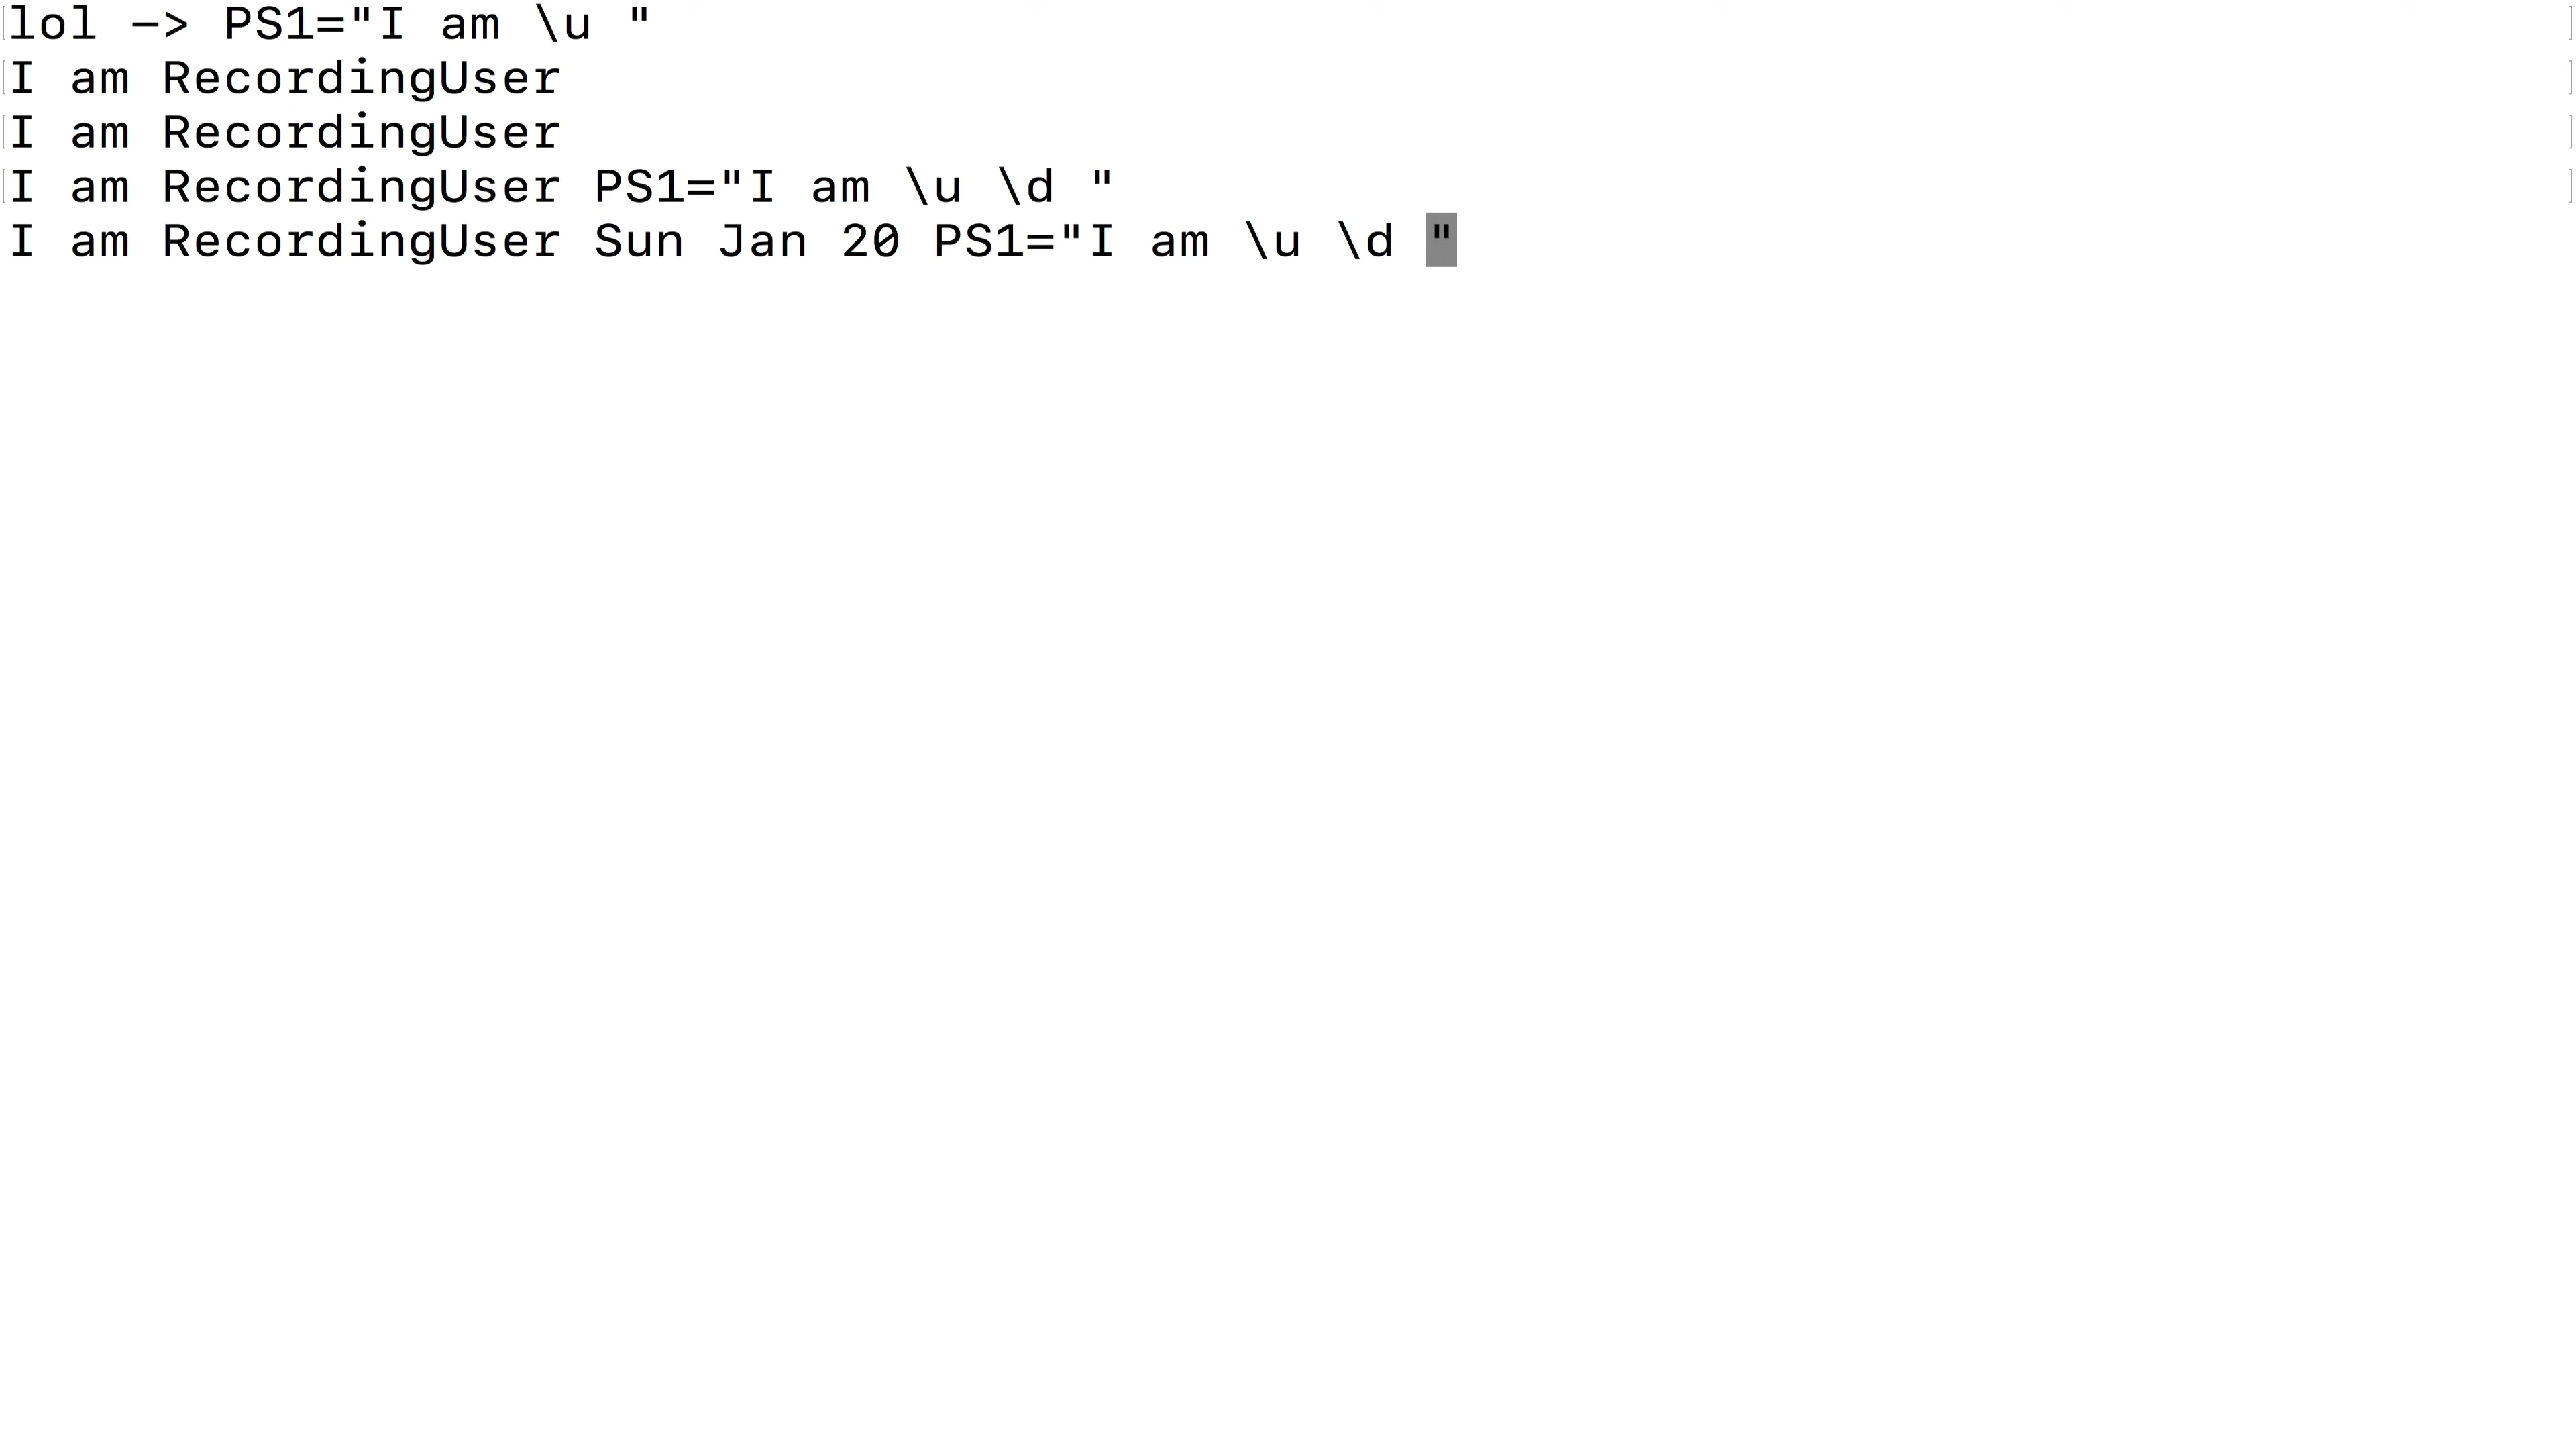 lol —> PS1="I am \u "
I am RecordingUser
I am RecordingUser
I am RecordingUser PS1="I am \u \d "
I am RecordingUser Sun Jan 20 PS1="I am \u \d "